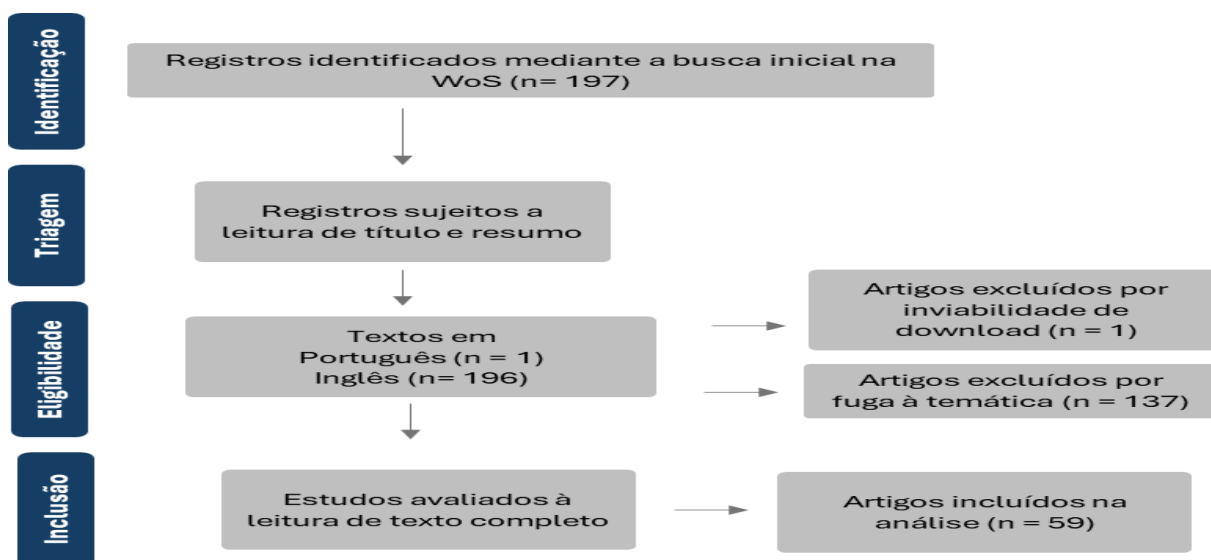 Identificação
Registros identificados mediante a busca inicial na
WoS (n= 197)
Triagem
Registros sujeitos a
leitura de título e resumo
Eligibilidade
Textos em
Português (n = 1)
Inglês (n= 196)
Artigos excluídos por
inviabilidade de
download (n = 1)
Artigos excluídos por
fuga à temática (n = 137)
Inclusão
Estudos avaliados à
leitura de texto completo
Artigos incluídos na
análise (n = 59)